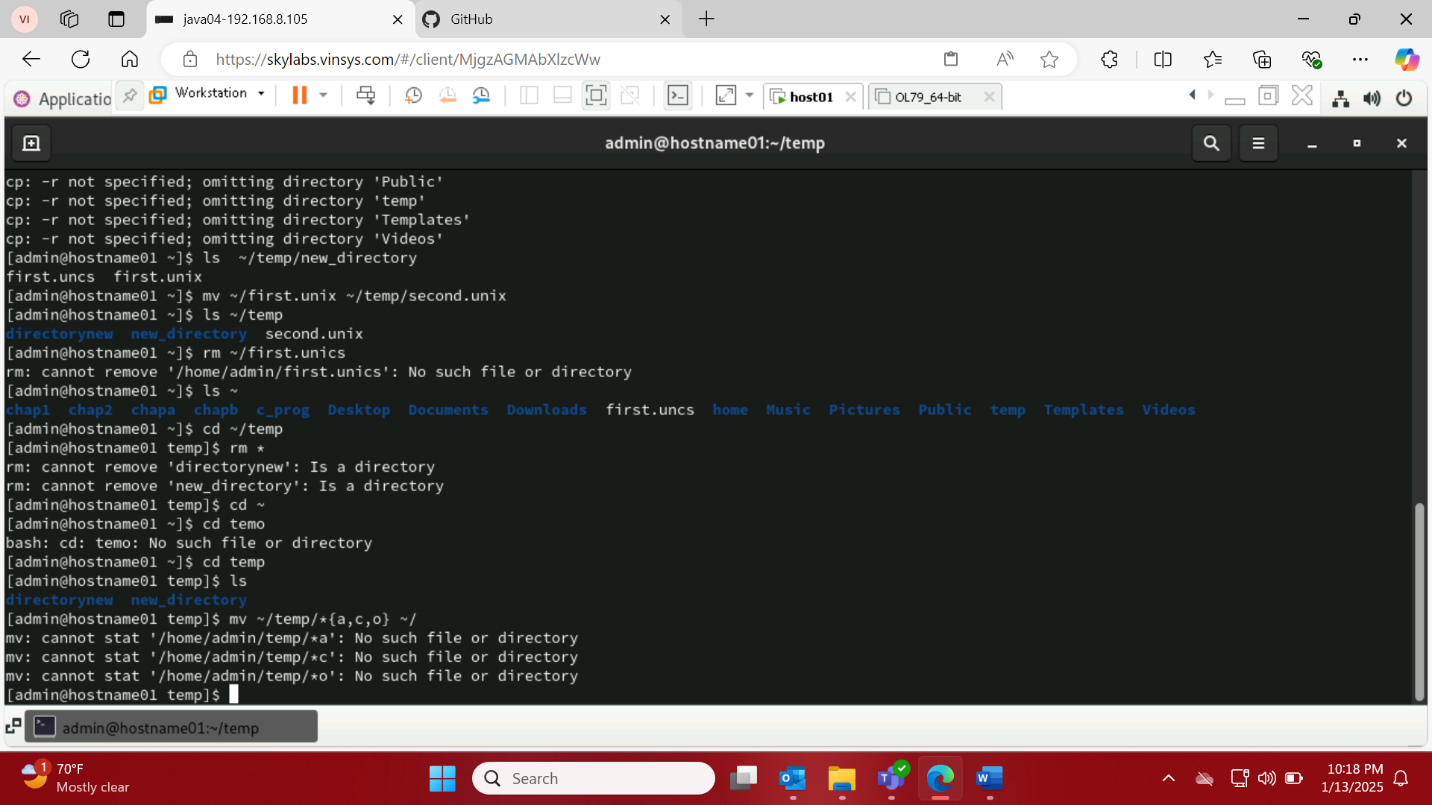 VI
java04-192.168.8.105
GitHub
https://skylabs.vinsys.com/#/client/MjgzAGMAbXlzcWw
Applicatio
Workstation
host01
OL79_64-bit
admin@hostname01:~/temp
cp: -r not specified; omitting directory 'Public'
cp: -r not specified; omitting directory 'temp'
cp: -r not specified; omitting directory 'Templates'
cp: -r not specified; omitting directory 'Videos'
[admin@hostname01 ~]$ ls  ~/temp/new_directory
first.uncs  first.unix
[admin@hostname01 ~]$ mv ~/first.unix ~/temp/second.unix
[admin@hostname01 ~]$ ls ~/temp
directorynew  new_directory  second.unix
[admin@hostname01 ~]$ rm ~/first.unics
rm: cannot remove '/home/admin/first.unics': No such file or directory
[admin@hostname01 ~]$ ls ~
chap1  chap2  chapa  chapb  c_prog  Desktop  Documents  Downloads  first.uncs  home  Music  Pictures  Public  temp  Templates  Videos
[admin@hostname01 ~]$ cd ~/temp
[admin@hostname01 temp]$ rm *
rm: cannot remove 'directorynew': Is a directory
rm: cannot remove 'new_directory': Is a directory
[admin@hostname01 temp]$ cd ~
[admin@hostname01 ~]$ cd temo
bash: cd: temo: No such file or directory
[admin@hostname01 ~]$ cd temp
[admin@hostname01 temp]$ ls
directorynew  new_directory
[admin@hostname01 temp]$ mv ~/temp/*{a,c,o} ~/
mv: cannot stat '/home/admin/temp/*a': No such file or directory
mv: cannot stat '/home/admin/temp/*c': No such file or directory
mv: cannot stat '/home/admin/temp/*o': No such file or directory
[admin@hostname01 temp]$
admin@hostname01:~/temp
1
70°F
Mostly clear
Search
10:18 PM
1/13/2025